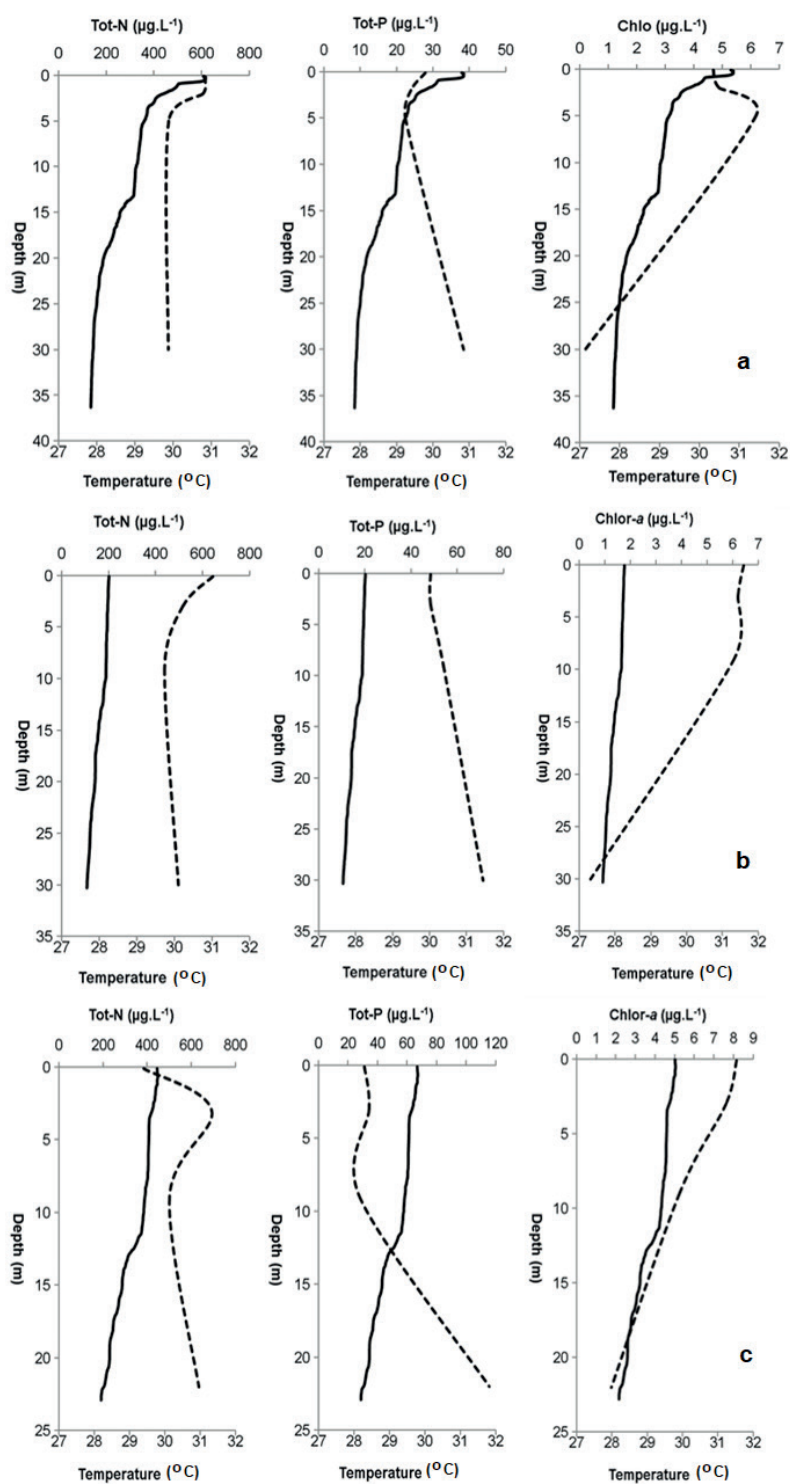 Tot-N (µg.L-1)
0 200 400 600 800
0
5
10
15
20
25
30
35
40
Depth (m)
27 28 29 30 31 32
Temperature (°C)
Tot-P (µg.L-1)
0 10 20 30 40 50
0
5
10
15
20
25
30
35
40
Depth (m)
27 28 29 30 31 32
Temperature (°C)
Chlo (µg.L-1)
0 1 2 3 4 5 6 7
0
5
10
15
20
25
30
35
40
Depth (m)
27 28 29 30 31 32
Temperature (°C)
a
Tot-N (µg.L-1)
0 200 400 600 800
0
5
10
15
20
25
30
35
Depth (m)
27 28 29 30 31 32
Temperature (°C)
Tot-P (µg.L-1)
0 20 40 60 80
0
5
10
15
20
25
30
35
Depth (m)
27 28 29 30 31 32
Temperature (°C)
Chlor-a (µg.L-1)
0 1 2 3 4 5 6 7
0
5
10
15
20
25
30
35
Depth (m)
27 28 29 30 31 32
Temperature (°C)
b
Tot-N (µg.L-1)
0 200 400 600 800
0
5
10
15
20
25
Depth (m)
27 28 29 30 31 32
Temperature (°C)
Tot-P (µg.L-1)
0 20 40 60 80 100 120
0
5
10
15
20
25
Depth (m)
27 28 29 30 31 32
Temperature (°C)
Chlor-a (µg.L-1)
0 1 2 3 4 5 6 7 8 9
0
5
10
15
20
25
Depth (m)
27 28 29 30 31 32
Temperature (°C)
c